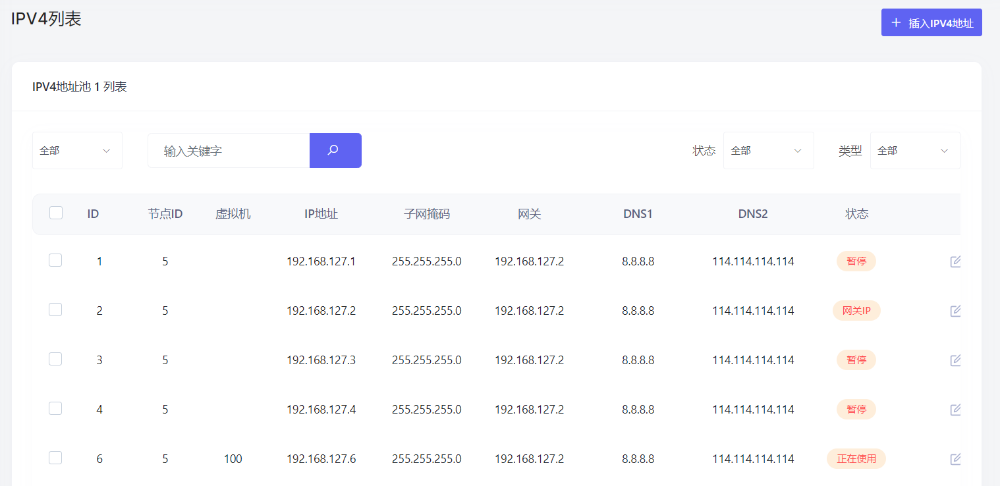 IPV4列表
插入IPV4地址
IPV4地址池 1 列表
全部 输入关键字 状态 全部 类型 全部
ID 节点ID 虚拟机 IP地址 子网掩码 网关 DNS1 DNS2 状态
1 5 192.168.127.1 255.255.255.0 192.168.127.2 8.8.8.8 114.114.114.114 暂停
2 5 192.168.127.2 255.255.255.0 192.168.127.2 8.8.8.8 114.114.114.114 网关IP
3 5 192.168.127.3 255.255.255.0 192.168.127.2 8.8.8.8 114.114.114.114 暂停
4 5 192.168.127.4 255.255.255.0 192.168.127.2 8.8.8.8 114.114.114.114 暂停
6 5 100 192.168.127.6 255.255.255.0 192.168.127.2 8.8.8.8 114.114.114.114 正在使用